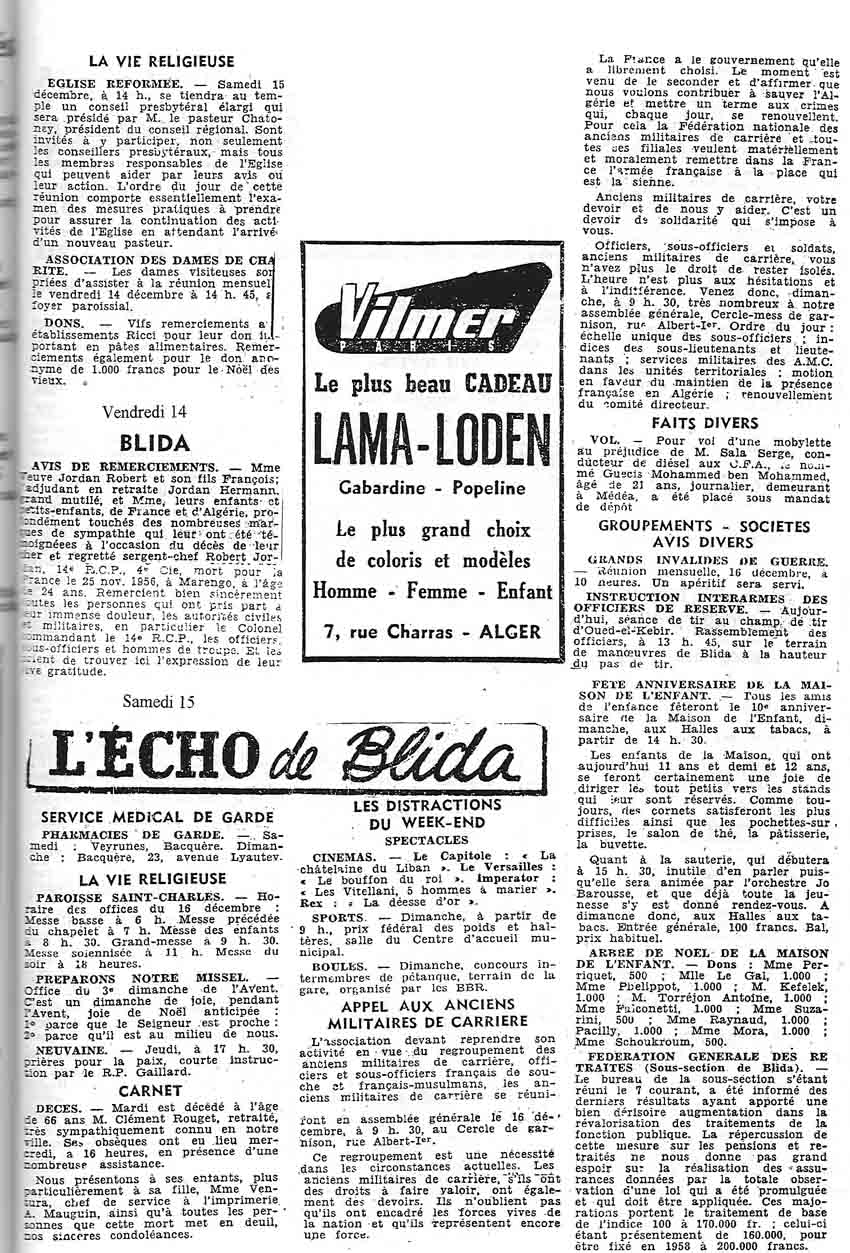 LA VIE RELIGIEUSE
EGLISE REFORMEE. — Samedi 15
décembre, à 14 h., se tiendra au tem-
ple un conseil presbytéral élargi qui
sera présidé par M. le pasteur Chato-
ney, président du conseil régional. Sont
invités à y participer, non seulement
les conseillers presbytéraux, mais tous
les membres responsables de l'Eglise
qui peuvent aider par leurs avis ou
leur action. L'ordre du jour de cette
réunion comporte essentiellement l'exa-
men des mesures pratiques à prendre
pour assurer la continuation des acti-
vités de l'Eglise en attendant l'arrivé
d'un nouveau pasteur.
ASSOCIATION DES DAMES DE CHA
RITE. — Les dames visiteuses son
priées d'assister à la réunion mensuel
le vendredi 14 décembre à 14 h. 45, a
foyer paroissial.
DONS. — Vifs remerciements a
établissements Ricci pour leur don im-
portant en pâtes alimentaires. Remer-
ciements également pour le don ano-
nyme de 1.000 francs pour le Noël des
vieux.
Vendredi 14
BLIDA
AVIS DE REMERCIEMENTS. — Mme
euve Jordan Robert et son fils François;
adjudant en retraite Jordan Hermann,
grand mutilé, et Mme, leurs enfants et
petits-enfants, de France et d'Algérie, pro-
ondément touchés des nombreuses mar-
ques de sympathie qui leur ont été té-
moignées à l'occasion du décès de leur
cher et regretté sergent-chef Robert Jor-
an, 14e R.C.P., 4e Cie, mort pour la
rance le 25 nov. 1956, à Marengo, à l'âge
e 24 ans. Remercient bien sincèrement
outes les personnes qui ont pris part à
eur immense douleur, les autorités civiles
et militaires, en particulier le Colonel
ommandant le 14e R.C.P., les officiers,
ous-officiers et hommes de troupe. Et les
rient de trouver ici l'expression de leur
ive gratitude.
Samedi 15
L'ÉCHO de Blida
SERVICE MEDICAL DE GARDE
PHARMACIES DE GARDE. — Sa-
medi : Veyrunes, Bacquère. Diman-
che : Bacquère, 23, avenue Lyautey.
LA VIE RELIGIEUSE
PAROISSE SAINT-CHARLES. — Ho-
raire des offices du 16 décembre :
Messe basse à 6 h. Messe précédée
du chapelet à 7 h. Messe des enfants
à 8 h. 30. Grand-messe à 9 h. 30.
Messe solennisée à 11 h. Messe du
soir à 18 heures.
PREPARONS NOTRE MISSEL. —
Office du 3e dimanche de l'Avent.
C'est un dimanche de joie, pendant
l'Avent, joie de Noël anticipée :
1° parce que le Seigneur est proche :
2° parce qu'il est au milieu de nous.
NEUVAINE. — Jeudi, à 17 h. 30,
prières pour la paix, courte instruc-
tion par le R.P. Gaillard.
CARNET
DECES. — Mardi est décédé à l'âge
de 66 ans M. Clément Rouget, retraité,
très sympathiquement connu en notre
ville. Ses obsèques ont eu lieu mer-
credi, à 16 heures, en présence d'une
nombreuse assistance.
Nous présentons à ses enfants, plus
particulièrement à sa fille, Mme Ven-
tura, chef de service à l'imprimerie
A. Mauguin, ainsi qu'à toutes les per-
sonnes que cette mort met en deuil,
nos sincères condoléances.
Vilmer
PARIS
Le plus beau CADEAU
LAMA-LODEN
Gabardine - Popeline
Le plus grand choix
de coloris et modèles
Homme - Femme - Enfant
7, rue Charras - ALGER
LES DISTRACTIONS
DU WEEK-END
SPECTACLES
CINEMAS. — Le Capitole : « La
châtelaine du Liban ». Le Versailles :
« Le bouffon du roi ». Imperator :
« Les Vitellani, 5 hommes à marier ».
Rex : « La déesse d'or ».
SPORTS. — Dimanche, à partir de
9 h., prix fédéral des poids et hal-
tères, salle du Centre d'accueil mu-
nicipal.
BOULES. — Dimanche, concours in-
termembres de pétanque, terrain de la
gare, organisé par les BBR.
APPEL AUX ANCIENS
MILITAIRES DE CARRIERE
L'association devant reprendre son
activité en vue du regroupement des
anciens militaires de carrière, offi-
ciers et sous-officiers français de sou-
che et français-musulmans, les an-
ciens militaires de carrière se réuni-
ront en assemblée générale le 16 dé-
cembre, à 9 h. 30, au Cercle de gar-
nison, rue Albert-Ier.
Ce regroupement est une nécessité
dans les circonstances actuelles. Les
anciens militaires de carrière, s'ils ont
des droits à faire valoir, ont égale-
ment des devoirs. Ils n'oublient pas
qu'ils ont encadré les forces vives de
la nation et qu'ils représentent encore
une force.
La France a le gouvernement qu'elle
a librement choisi. Le moment est
venu de le seconder et d'affirmer que
nous voulons contribuer à sauver l'Al-
gérie et mettre un terme aux crimes
qui, chaque jour, se renouvellent.
Pour cela la Fédération nationale des
anciens militaires de carrière et toutes
ses filiales veulent matériellement
et moralement remettre dans la Fran-
ce l'armée française à la place qui
est la sienne.
Anciens militaires de carrière, votre
devoir et de nous y aider. C'est un
devoir de solidarité qui s'impose à
vous.
Officiers, sous-officiers et soldats,
anciens militaires de carrière, vous
n'avez plus le droit de rester isolés.
L'heure n'est plus aux hésitations et
à l'indifférence. Venez donc, diman-
che, à 9 h. 30, très nombreux à notre
assemblée générale, Cercle-mess de gar-
nison, rue Albert-Ier. Ordre du jour :
échelle unique des sous-officiers ; in-
dices des sous-lieutenants et lieute-
nants ; services militaires des A.M.C.
dans les unités territoriales ; motion
en faveur du maintien de la présence
française en Algérie ; renouvellement
du comité directeur.
FAITS DIVERS
VOL. — Pour vol d'une mobylette
au préjudice de M. Sala Serge, con-
ducteur de diésel aux C.F.A., le nom-
mé Guecis Mohammed ben Mohammed,
âgé de 21 ans, journalier, demeurant
à Médéa, a été placé sous mandat
de dépôt
GROUPEMENTS - SOCIETES
AVIS DIVERS
GRANDS INVALIDES DE GUERRE.
— Réunion mensuelle, 16 décembre, à
10 heures. Un apéritif sera servi.
INSTRUCTION INTERARMES DES
OFFICIERS DE RESERVE. — Aujour-
d'hui, séance de tir au champ de tir
d'Oued-el-Kebir. Rassemblement des
officiers, à 13 h. 45, sur le terrain
de manœuvres de Blida à la hauteur
du pas de tir.
FETE ANNIVERSAIRE DE LA MAI-
SON DE L'ENFANT. — Tous les amis
de l'enfance fêteront le 10e anniver-
saire de la Maison de l'Enfant, di-
manche, aux Halles aux tabacs, à
partir de 14 h. 30.
Les enfants de la Maison, qui ont
aujourd'hui 11 ans et demi et 12 ans,
se feront certainement une joie de
diriger les tout petits vers les stands
qui leur sont réservés. Comme tou-
jours, des cornets satisferont les plus
difficiles ainsi que les pochettes-sur-
prises, le salon de thé, la pâtisserie,
la buvette.
Quant à la sauterie, qui débutera
à 15 h. 30, inutile d'en parler puis-
qu'elle sera animée par l'orchestre Jo
Barousse, et que déjà toute la jeu-
nesse s'y est donné rendez-vous. A
dimanche donc, aux Halles aux ta-
bacs. Entrée générale, 100 francs. Bal,
prix habituel.
ARBRE DE NOEL DE LA MAISON
DE L'ENFANT. — Dons : Mme Per-
riquet, 500 ; Mlle Le Gal, 1.000 ;
Mme Phelippot, 1.000 ; M. Kefelek,
1.000 ; M. Torréjon Antoine, 1.000 ;
Mme Falconetti, 1.000 ; Mme Suza-
rini, 500 ; Mme Raynaud, 1.000 ;
Pacilly, 1.000 ; Mme Mora, 1.000 ;
Mme Schoukroum, 500.
FEDERATION GENERALE DES RE
TRAITES (Sous-section de Blida). —
Le bureau de la sous-section s'étant
réuni le 7 courant, a été informé des
derniers résultats ayant apporté une
bien dérisoire augmentation dans la
révalorisation des traitements de la
fonction publique. La répercussion de
cette mesure sur les pensions et re-
traités ne nous donne pas grand
espoir sur la réalisation des assu-
rances données par la totale obser-
vation d'une loi qui a été promulguée
et qui doit être appliquée. Ces majo-
rations portent le traitement de base
de l'indice 100 à 170.000 fr. ; celui-ci
étant présentement de 160.000, pour
être fixé en 1958 à 200.000 francs.